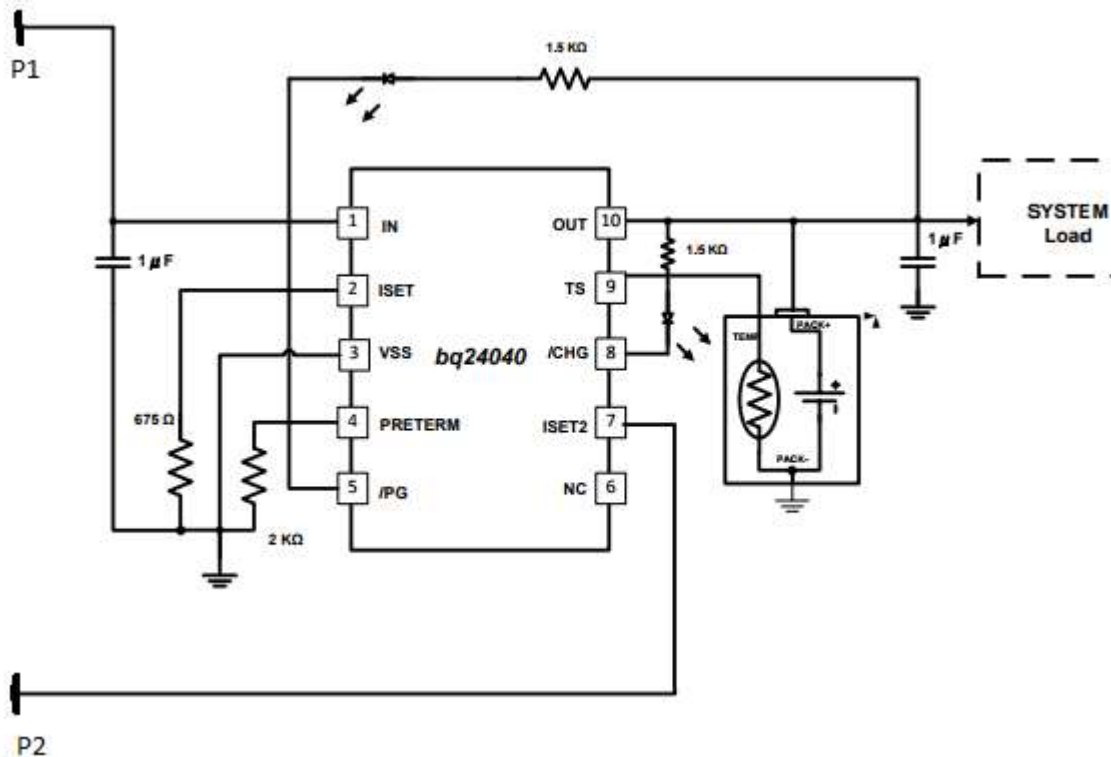 P1
1.5 KΩ
1 IN
OUT 10
SYSTEM
Load
1 µF
1.5 KΩ
1 µF
2 ISET
TS 9
PACK+
TEMP
3 VSS
bq24040
/CHG 8
675 Ω
4 PRETERM
ISET2 7
PACK-
5 /PG
NC 6
2 KΩ
P2